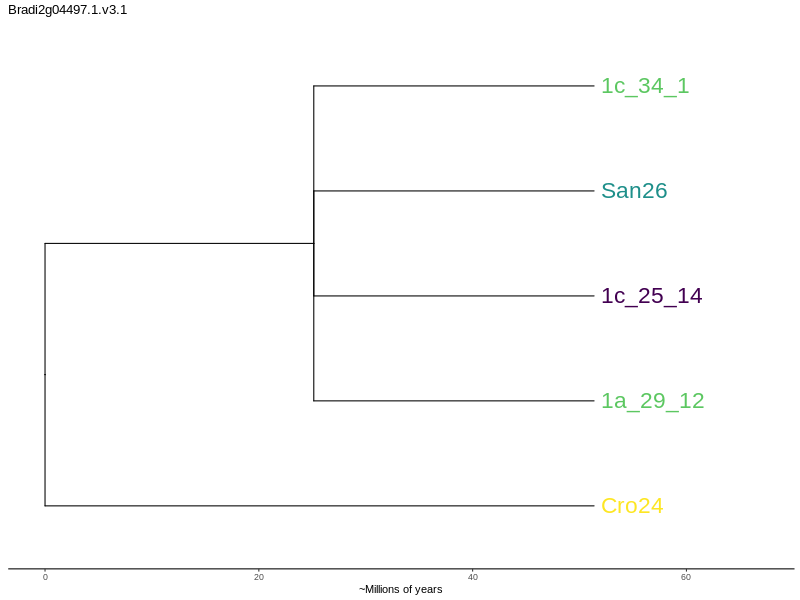 Bradi2g04497.1.v3.1
1c_34_1
San26
1c_25_14
1a_29_12
Cro24
0 20 40 60
~Millions of years